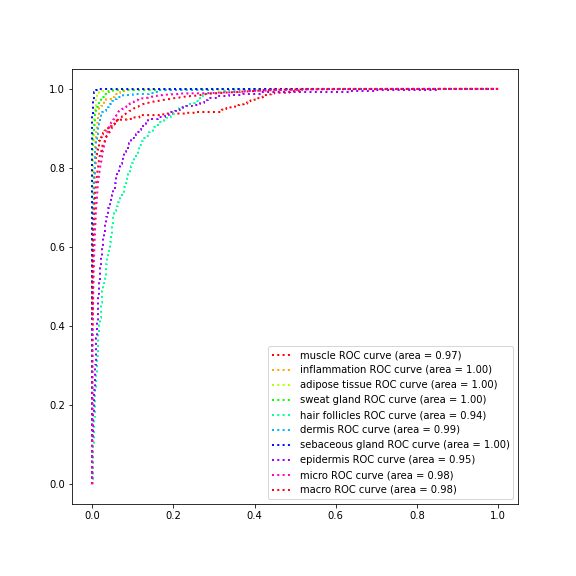 1.0
0.8
0.6
0.4
0.2
0.0
0.0 0.2 0.4 0.6 0.8 1.0
muscle ROC curve (area = 0.97)
inflammation ROC curve (area = 1.00)
adipose tissue ROC curve (area = 1.00)
sweat gland ROC curve (area = 1.00)
hair follicles ROC curve (area = 0.94)
dermis ROC curve (area = 0.99)
sebaceous gland ROC curve (area = 1.00)
epidermis ROC curve (area = 0.95)
micro ROC curve (area = 0.98)
macro ROC curve (area = 0.98)